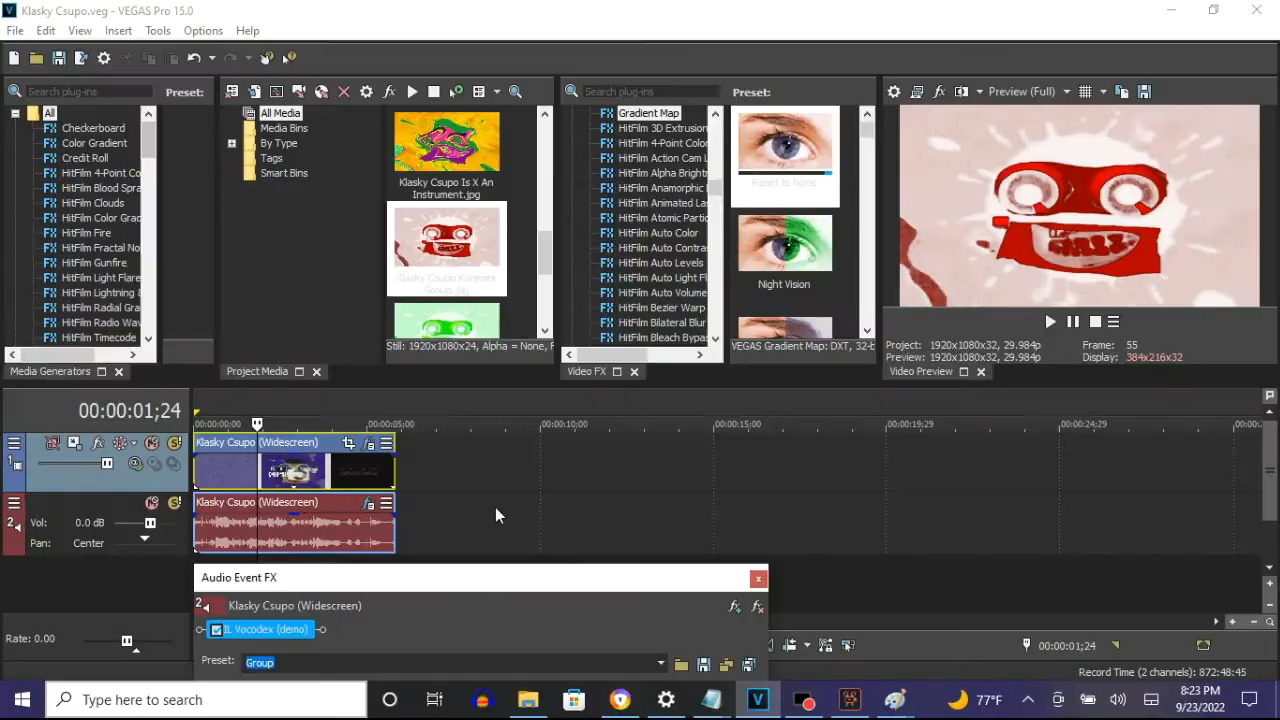 Klasky Csupo.veg - VEGAS Pro 15.0
File Edit View Insert Tools Options Help
Search plug-ins
Preset:
All
Checkerboard
Color Gradient
Credit Roll
HitFilm 4-Point Co
HitFilm Clouds
HitFilm Color Grac
HitFilm Fire
HitFilm Fractal No
HitFilm Gunfire
HitFilm Light Flare
HitFilm Lightning &
HitFilm Radial Gra
HitFilm Radio Wav
HitFilm Timecode
Media Generators
All Media
Media Bins
By Type
Tags
Smart Bins
Klasky Csupo Is X An
Instrument.jpg
Klasky Csupo Konimex
Group.jpg
Still: 1920x1080x24, Alpha = None, F
Project Media
Search plug-ins
Preset:
Gradient Map
HitFilm 3D Extrusion
HitFilm 4-Point Color
HitFilm Action Cam L
HitFilm Alpha Bright
HitFilm Anamorphic
HitFilm Animated Las
HitFilm Atomic Partic
HitFilm Auto Color
HitFilm Auto Contra
HitFilm Auto Levels
HitFilm Auto Light Fl
HitFilm Auto Volume
HitFilm Bezier Warp
HitFilm Bilateral Blur
HitFilm Bleach Bypas
Reset to None
Night Vision
VEGAS Gradient Map: DXT, 32-b
Video FX
Preview (Full)
Project: 1920x1080x32, 29.984p
Frame: 55
Preview: 1920x1080x32, 29.984p
Display: 384x216x32
Video Preview
00:00:01;24
00:00:00;00
00:00:05;00
00:00:10;00
00:00:15;00
00:00:19;29
00:00:24;29
1
Klasky Csupo (Widescreen)
2
Klasky Csupo (Widescreen)
Vol: 0.0 dB
Pan: Center
Audio Event FX
2 Klasky Csupo (Widescreen)
IL Vocodex (demo)
Preset: Group
Rate: 0.00
00:00:01;24
Record Time (2 channels): 872:48:45
Type here to search
77°F
8:23 PM
9/23/2022